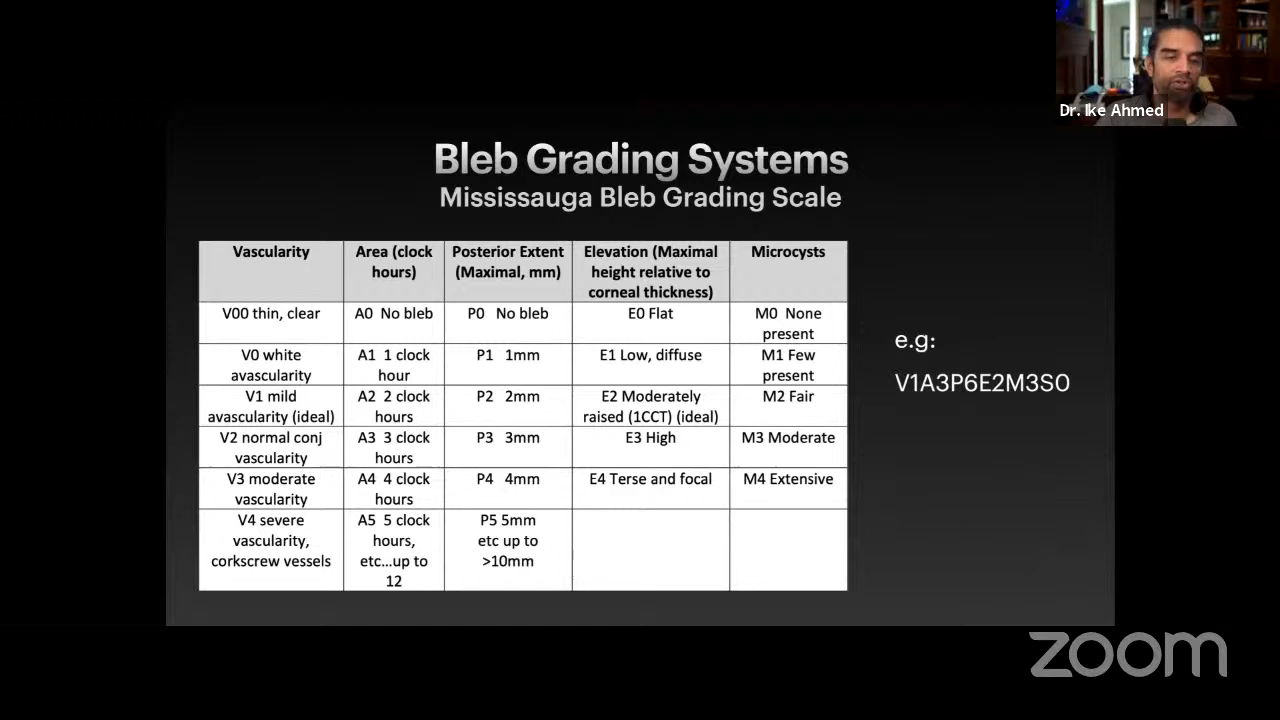 Dr. Ike Ahmed
Bleb Grading Systems
Mississauga Bleb Grading Scale
Vascularity
Area (clock
hours)
Posterior Extent
(Maximal, mm)
Elevation (Maximal
height relative to
corneal thickness)
Microcysts
V00 thin, clear
A0 No bleb
P0 No bleb
E0 Flat
M0 None
present
V0 white
avascularity
A1 1 clock
hour
P1 1mm
E1 Low, diffuse
M1 Few
present
V1 mild
avascularity (ideal)
A2 2 clock
hours
P2 2mm
E2 Moderately
raised (1CCT) (ideal)
M2 Fair
V2 normal conj
vascularity
A3 3 clock
hours
P3 3mm
E3 High
M3 Moderate
V3 moderate
vascularity
A4 4 clock
hours
P4 4mm
E4 Terse and focal
M4 Extensive
V4 severe
vascularity,
corkscrew vessels
A5 5 clock
hours,
etc...up to
12
P5 5mm
etc up to
>10mm
e.g:
V1A3P6E2M3S0
zoom